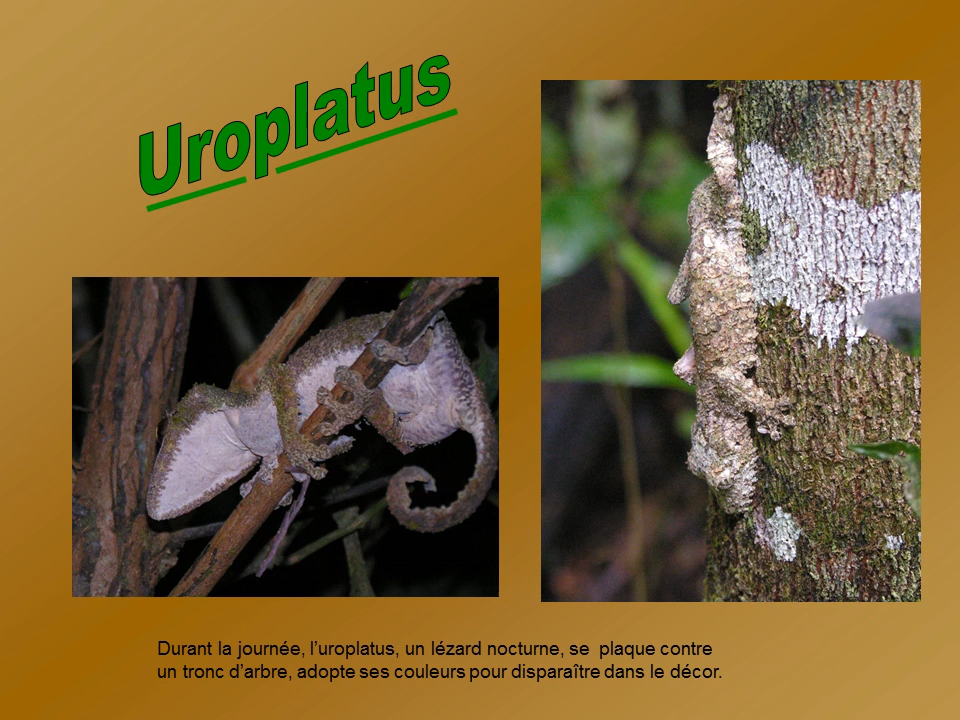 Uroplatus
Durant la journée, l’uroplatus, un lézard nocturne, se  plaque contre
un tronc d’arbre, adopte ses couleurs pour disparaître dans le décor.